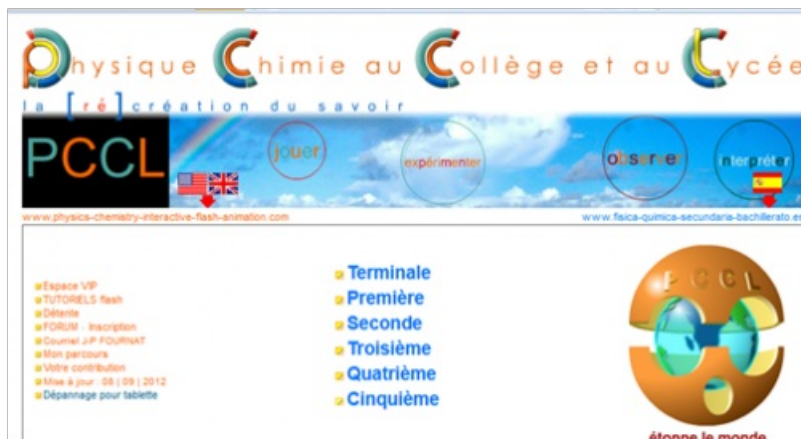 Physique Chimie au Collège et au Lycée
la [ré]création du savoir
PCCL
jouer
expérimenter
observer
interpréter
www.physics-chemistry-interactive-flash-animation.com
www.fisica-quimica-secundaria-bachillerato.es
Espace VIP
TUTORIELS flash
Détente
FORUM - Inscription
Courriel J-P FOURNAT
Mon parcours
Votre contribution
Mise à jour : 08 | 09 | 2012
Dépannage pour tablette
Terminale
Première
Seconde
Troisième
Quatrième
Cinquième
PCCL
étonne le monde